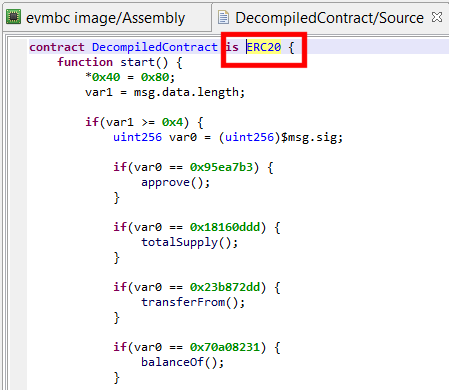 evmbc image/Assembly
DecompiledContract/Source
contract DecompiledContract is ERC20 {
    function start() {
        *0x40 = 0x80;
        var1 = msg.data.length;

        if(var1 >= 0x4) {
            uint256 var0 = (uint256)$msg.sig;

            if(var0 == 0x95ea7b3) {
                approve();
            }

            if(var0 == 0x18160ddd) {
                totalSupply();
            }

            if(var0 == 0x23b872dd) {
                transferFrom();
            }

            if(var0 == 0x70a08231) {
                balanceOf();
            }